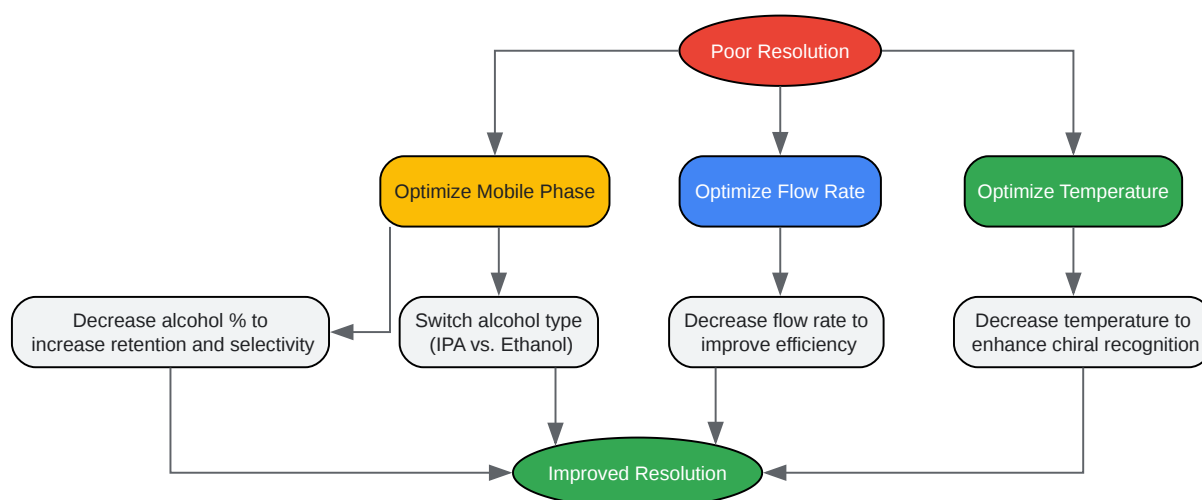 Poor Resolution
Optimize Mobile Phase
Optimize Flow Rate
Optimize Temperature
Decrease alcohol % to
increase retention and selectivity
Switch alcohol type
(IPA vs. Ethanol)
Decrease flow rate to
improve efficiency
Decrease temperature to
enhance chiral recognition
Improved Resolution